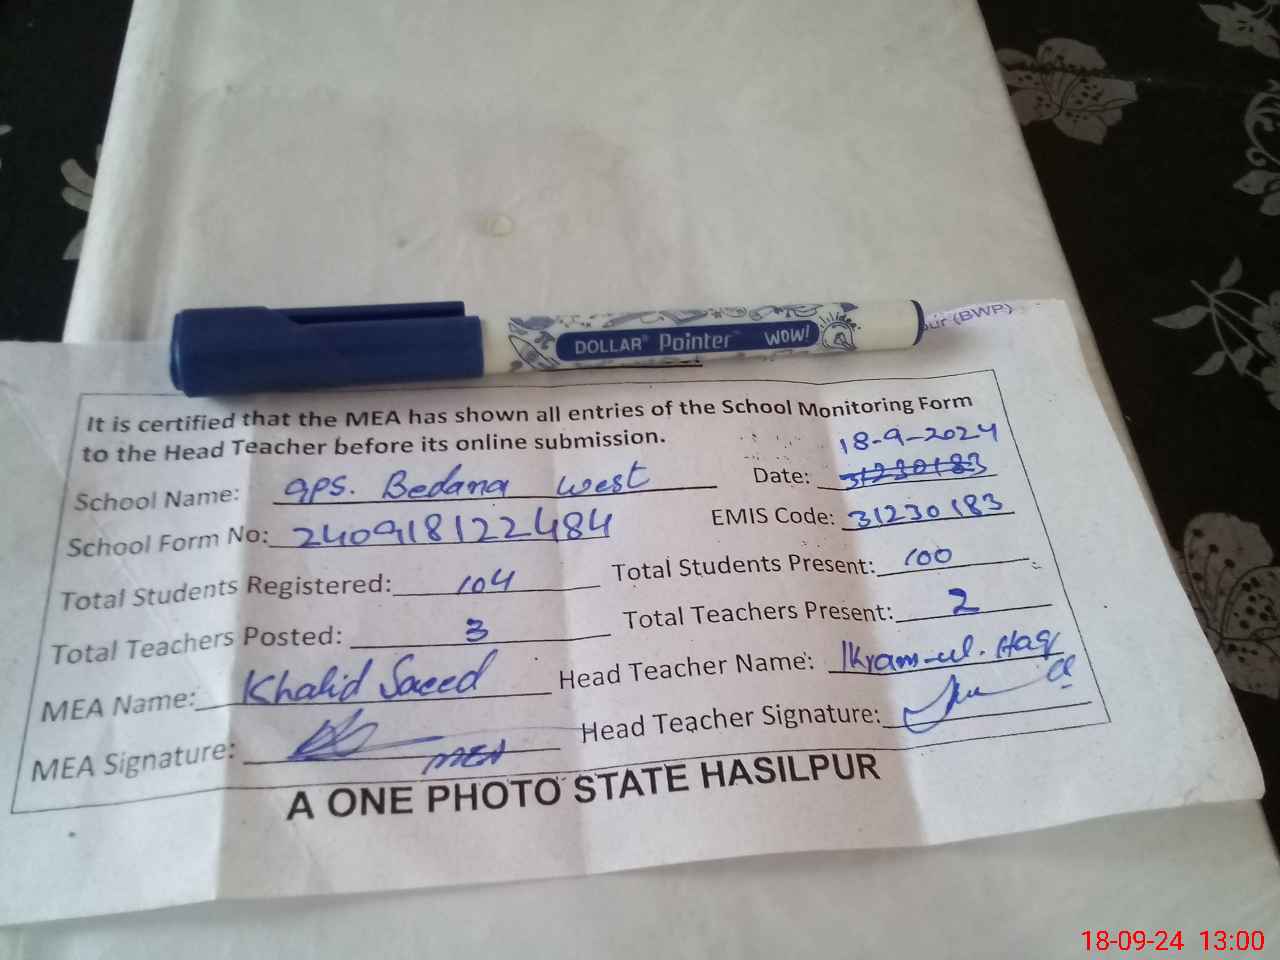 our (BWP)
DOLLAR® Pointer™ WOW! idea.
It is certified that the MEA has shown all entries of the School Monitoring Form
to the Head Teacher before its online submission.
18-9-2024
School Name: GPS. Bedana West Date: 31230183
School Form No: 240918122484 EMIS Code: 31230183
Total Students Registered: 104 Total Students Present: 100
Total Teachers Posted: 3 Total Teachers Present: 2
MEA Name: Khalid Saeed Head Teacher Name: Ikram-ul-Haq
MEA Signature: MEA Head Teacher Signature:
A ONE PHOTO STATE HASILPUR
18-09-24 13:00